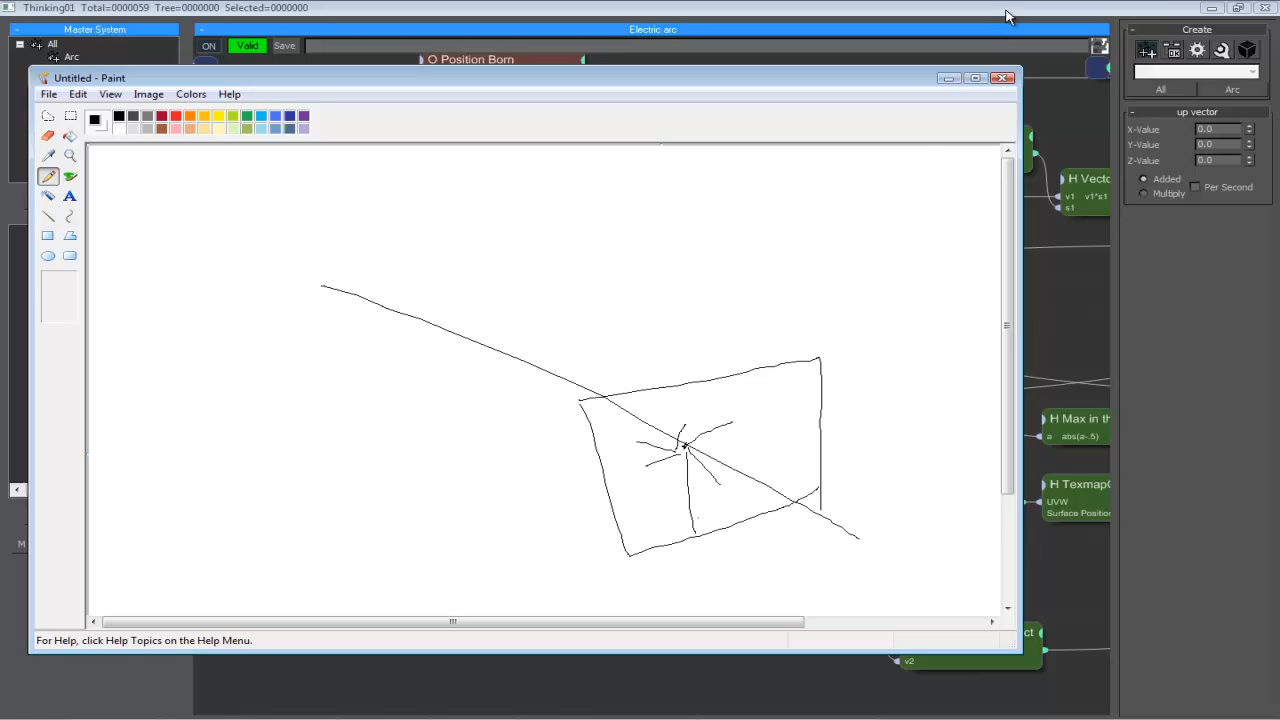 Thinking01 Total=0000059 Tree=0000000 Selected=0000000
Master System
All
Arc
Electric arc
ON Valid Save
O Position Born
Untitled - Paint
File Edit View Image Colors Help
For Help, click Help Topics on the Help Menu.
M
H Vecto
v1 v1*s1
s1
H Max in th
a abs(a-.5)
H Texmap
UVW
Surface Position
ct
v2
Create
All Arc
up vector
X-Value 0.0
Y-Value 0.0
Z-Value 0.0
Added
Multiply
Per Second